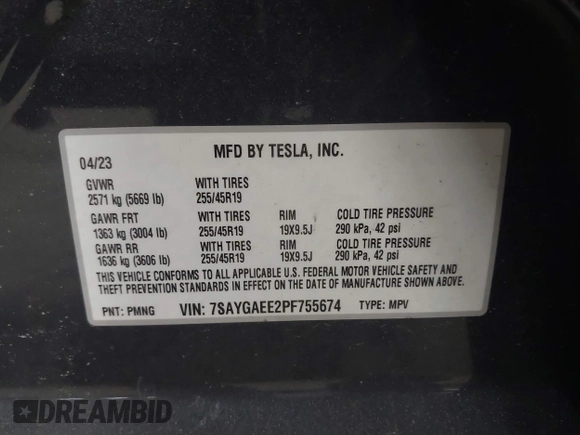 MFD BY TESLA, INC.
04/23
GVWR WITH TIRES
2571 kg (5669 lb) 255/45R19
GAWR FRT WITH TIRES RIM COLD TIRE PRESSURE
1363 kg (3004 lb) 255/45R19 19X9.5J 290 kPa, 42 psi
GAWR RR WITH TIRES RIM COLD TIRE PRESSURE
1636 kg (3606 lb) 255/45R19 19X9.5J 290 kPa, 42 psi
THIS VEHICLE CONFORMS TO ALL APPLICABLE U.S. FEDERAL MOTOR VEHICLE SAFETY AND
THEFT PREVENTION STANDARDS IN EFFECT ON THE DATE OF MANUFACTURE SHOWN ABOVE.
PNT: PMNG VIN: 7SAYGAEE2PF755674 TYPE: MPV
DREAMBID